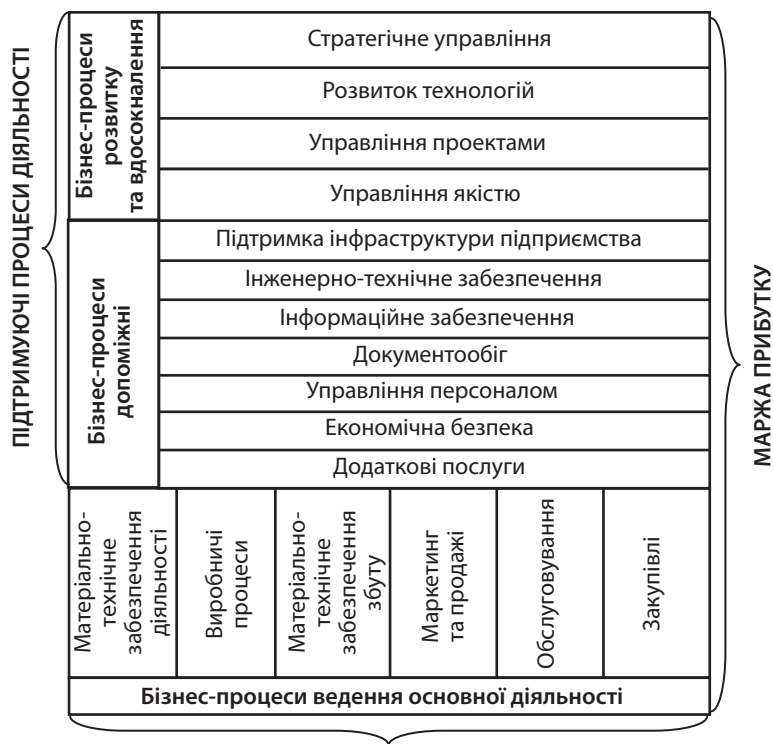 ПІДТРИМУЮЧІ ПРОЦЕСИ ДІЯЛЬНОСТІ
Бізнес-процеси
розвитку
та вдосокналення
Стратегічне управління
Розвиток технологій
Управління проектами
Управління якістю
Бізнес-процеси
допоміжні
Підтримка інфраструктури підприємства
Інженерно-технічне забезпечення
Інформаційне забезпечення
Документообіг
Управління персоналом
Економічна безпека
Додаткові послуги
МАРЖА ПРИБУТКУ
Матеріально-
технічне
забезпечення
діяльності
Виробничі
процеси
Матеріально-
технічне
забезпечення
збуту
Маркетинг
та продажі
Обслуговування
Закупівлі
Бізнес-процеси ведення основної діяльності